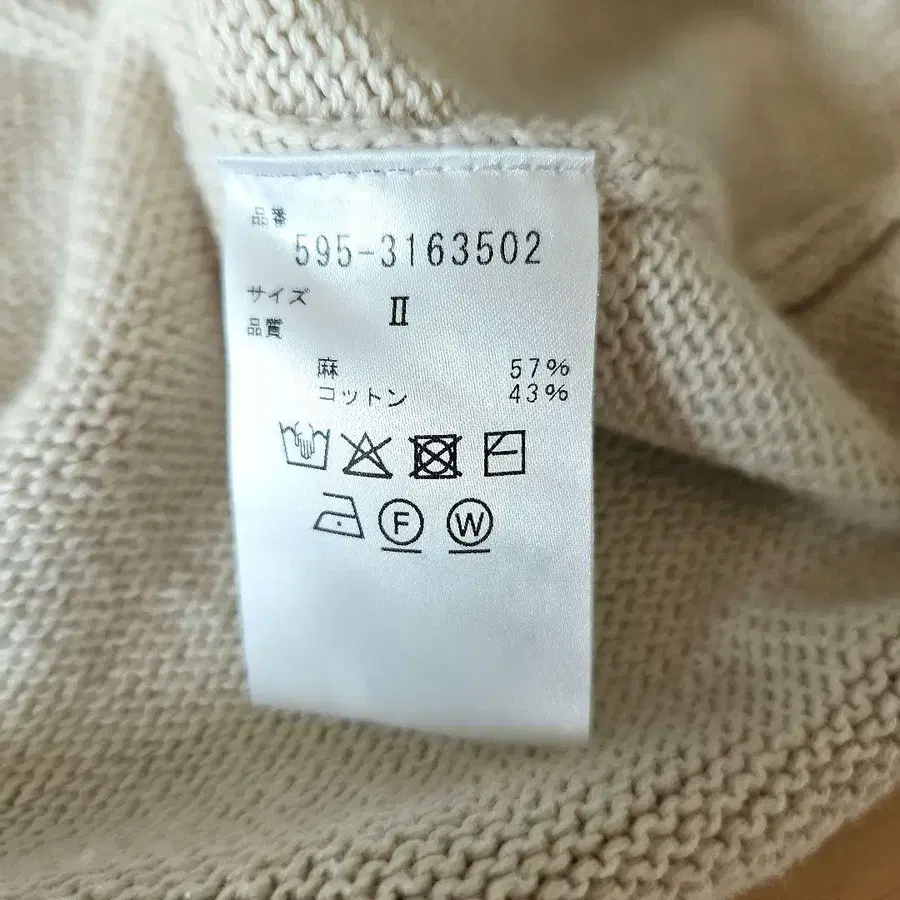 品番
595-3163502
サイズ Ⅱ
品質
麻 57%
コットン 43%
F W